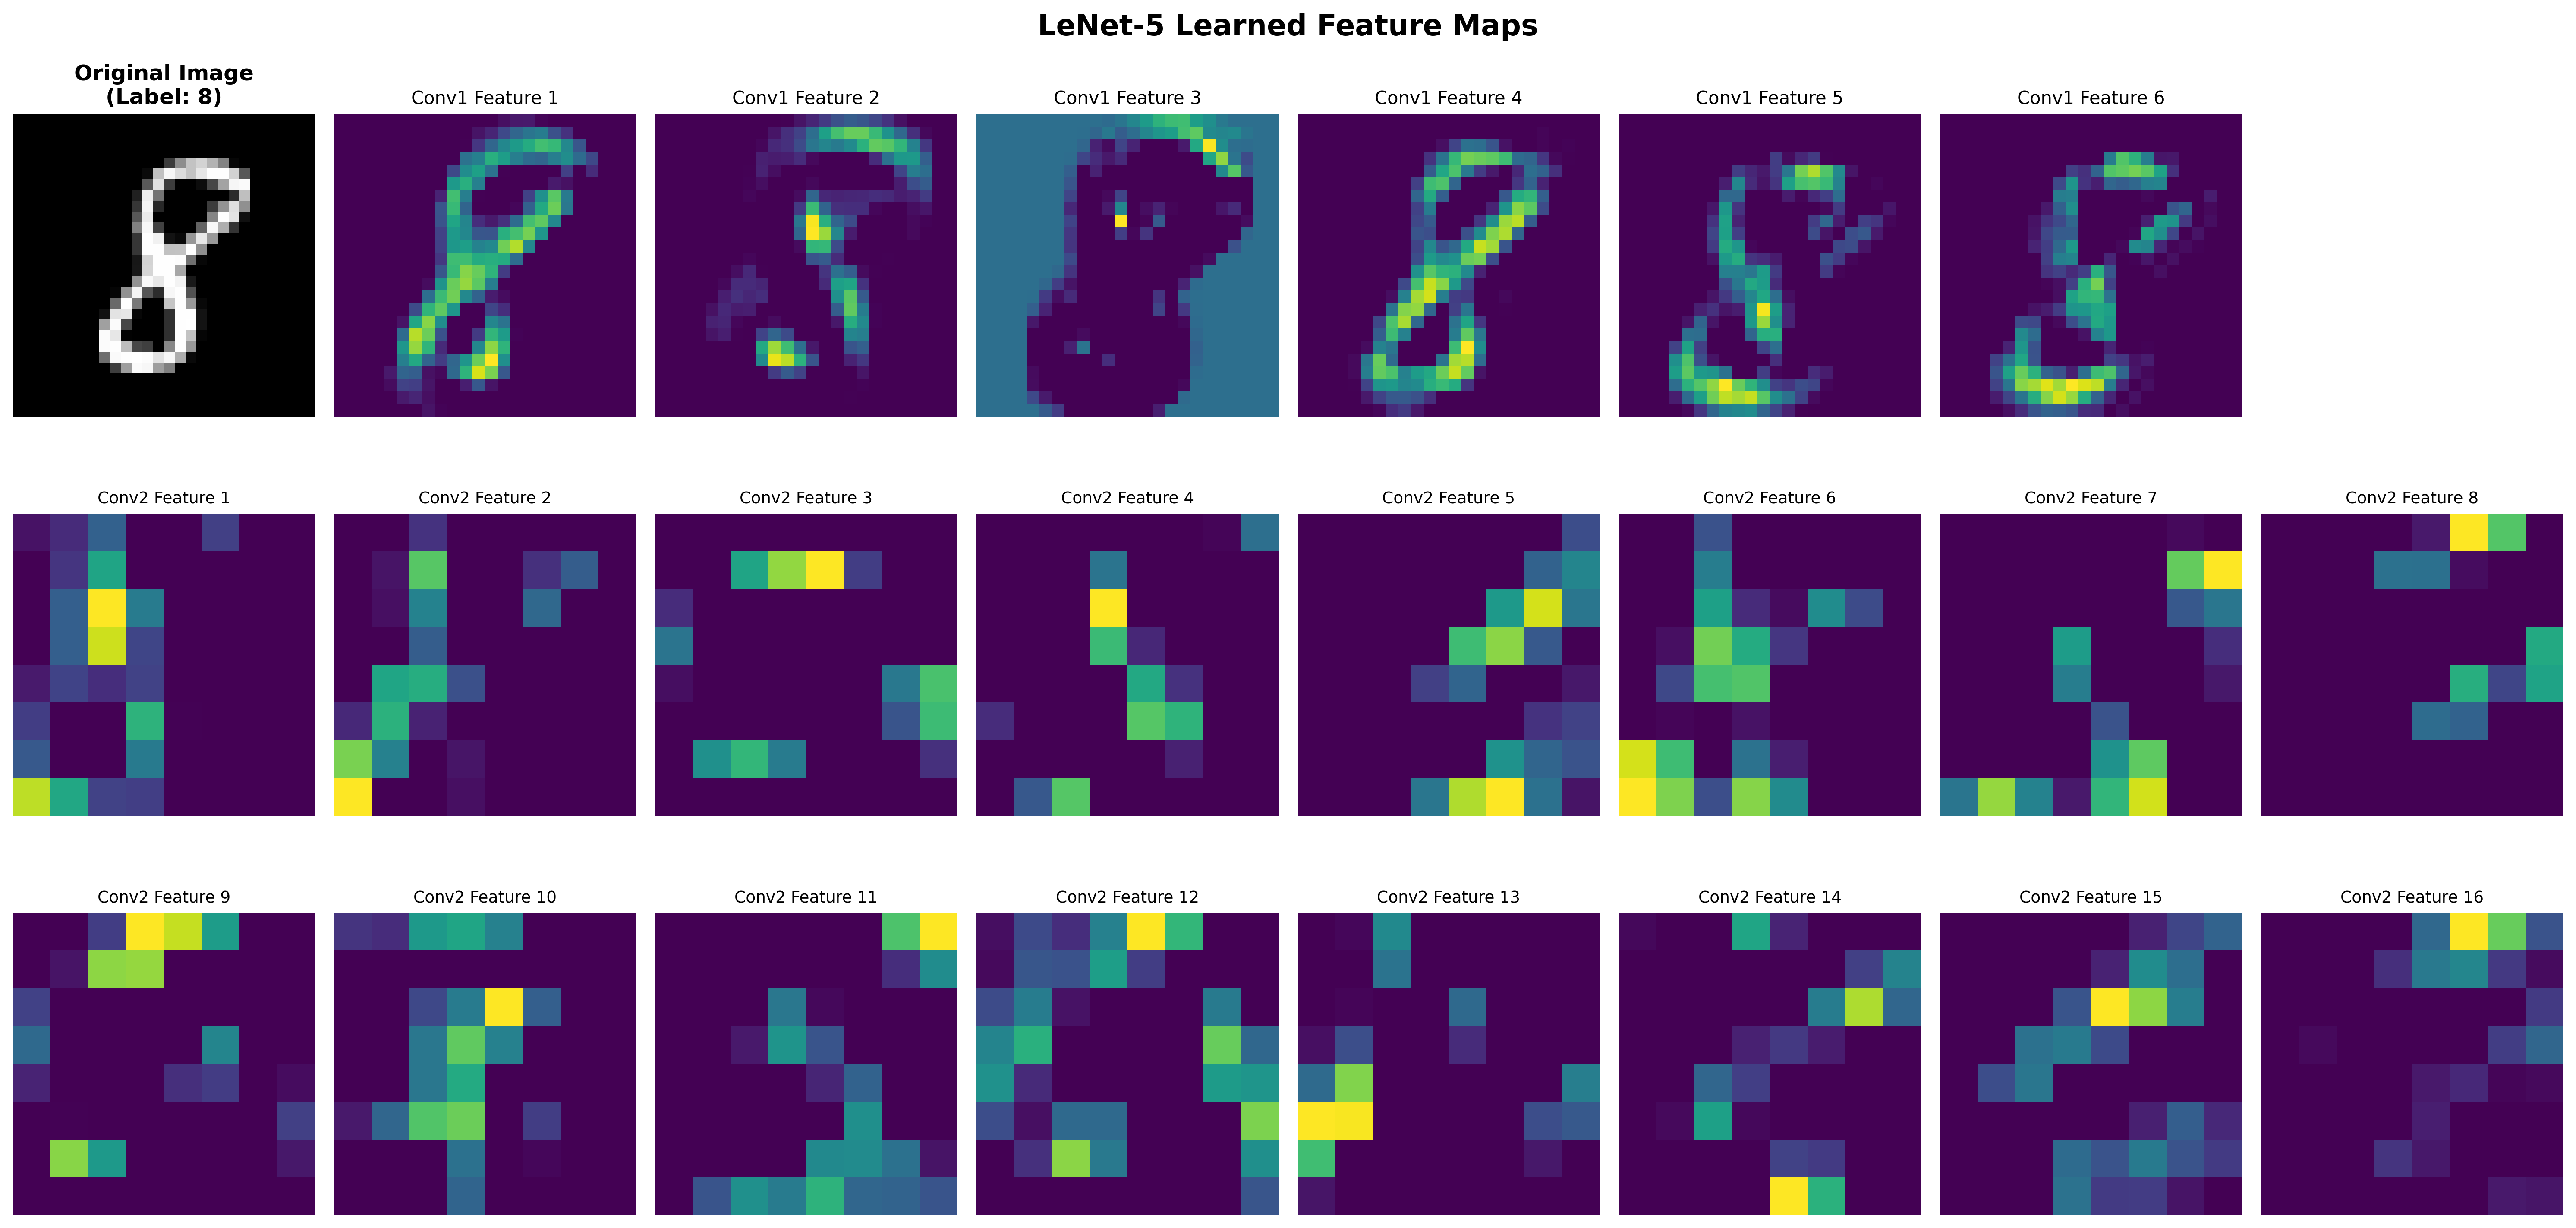 LeNet-5 Learned Feature Maps
Original Image
(Label: 8)
Conv1 Feature 1
Conv1 Feature 2
Conv1 Feature 3
Conv1 Feature 4
Conv1 Feature 5
Conv1 Feature 6
Conv2 Feature 1
Conv2 Feature 2
Conv2 Feature 3
Conv2 Feature 4
Conv2 Feature 5
Conv2 Feature 6
Conv2 Feature 7
Conv2 Feature 8
Conv2 Feature 9
Conv2 Feature 10
Conv2 Feature 11
Conv2 Feature 12
Conv2 Feature 13
Conv2 Feature 14
Conv2 Feature 15
Conv2 Feature 16